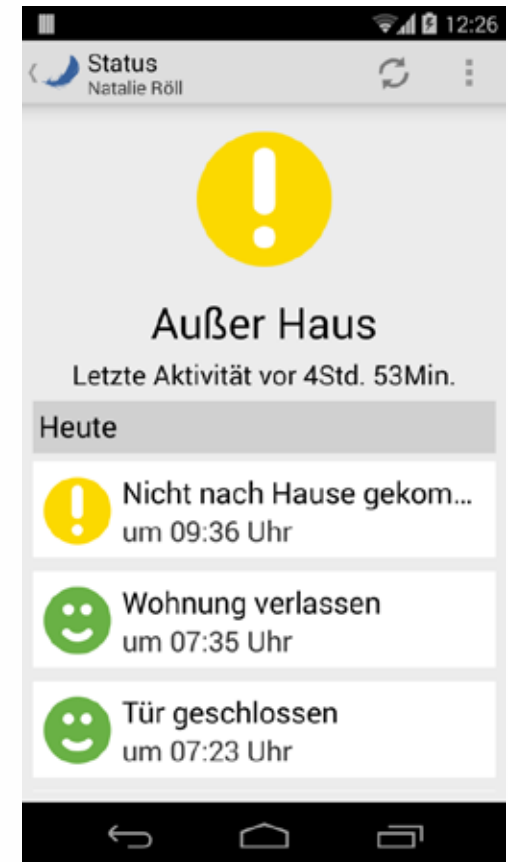 12:26
Status
Natalie Röll
Außer Haus
Letzte Aktivität vor 4Std. 53Min.
Heute
Nicht nach Hause gekom...
um 09:36 Uhr
Wohnung verlassen
um 07:35 Uhr
Tür geschlossen
um 07:23 Uhr